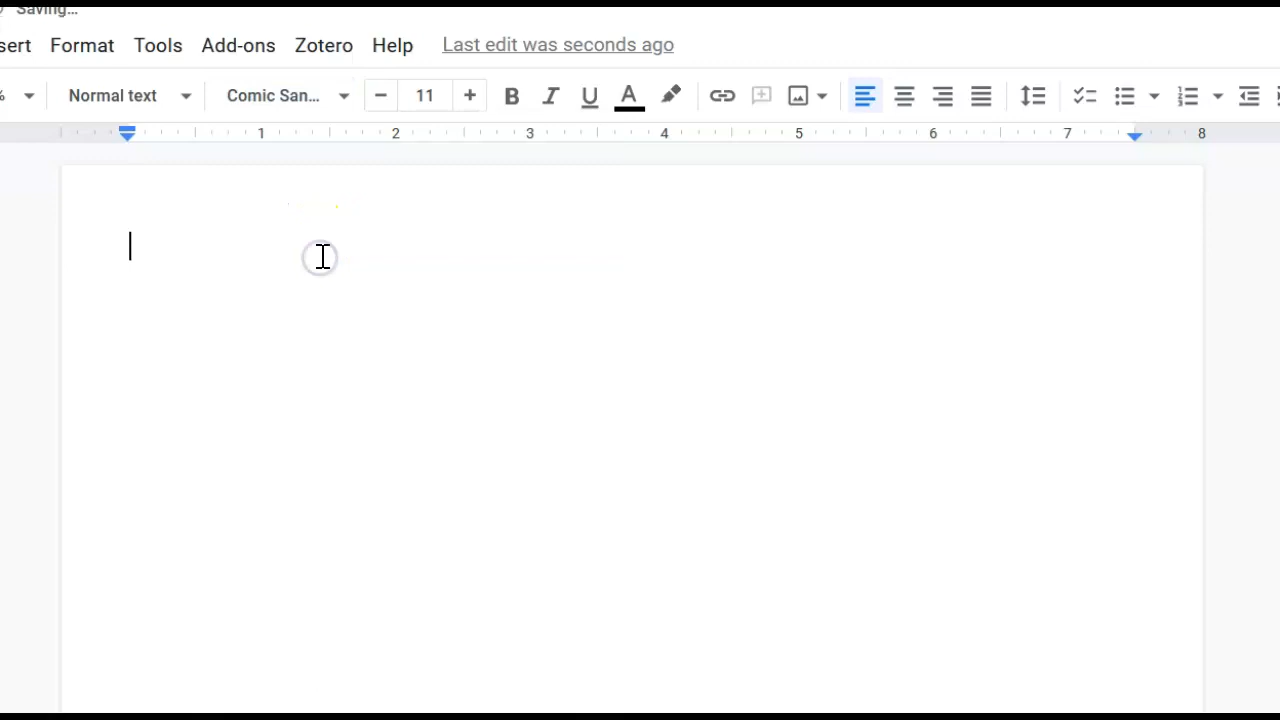 Saving...
sert Format Tools Add-ons Zotero Help Last edit was seconds ago
% Normal text Comic San... − 11 + B I U A
1 2 3 4 5 6 7 8